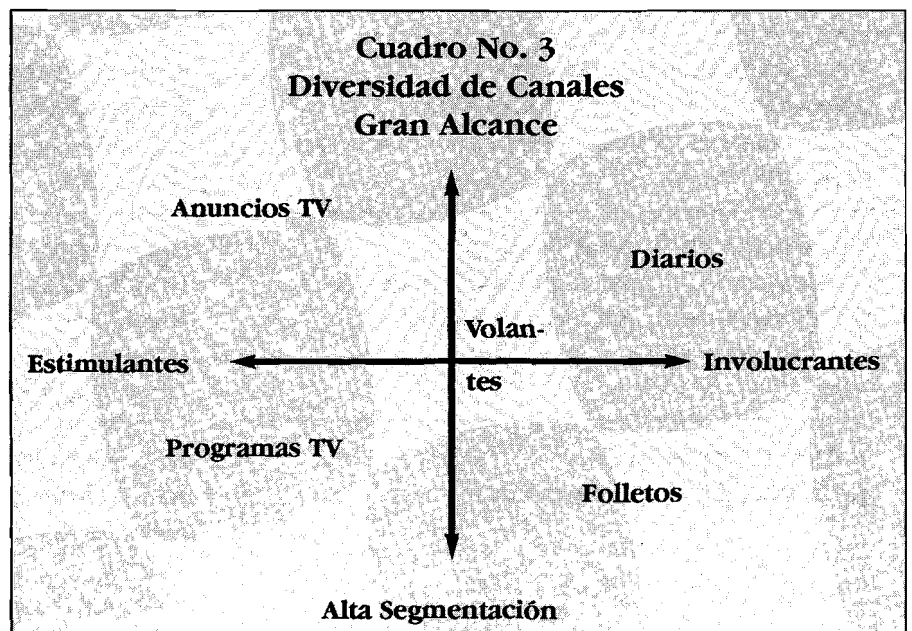 Cuadro No. 3
Diversidad de Canales
Gran Alcance
Anuncios TV
Diarios
Volan-
Estimulantes
Involucrantes
tes
Programas TV
Folletos
Alta Segmentación